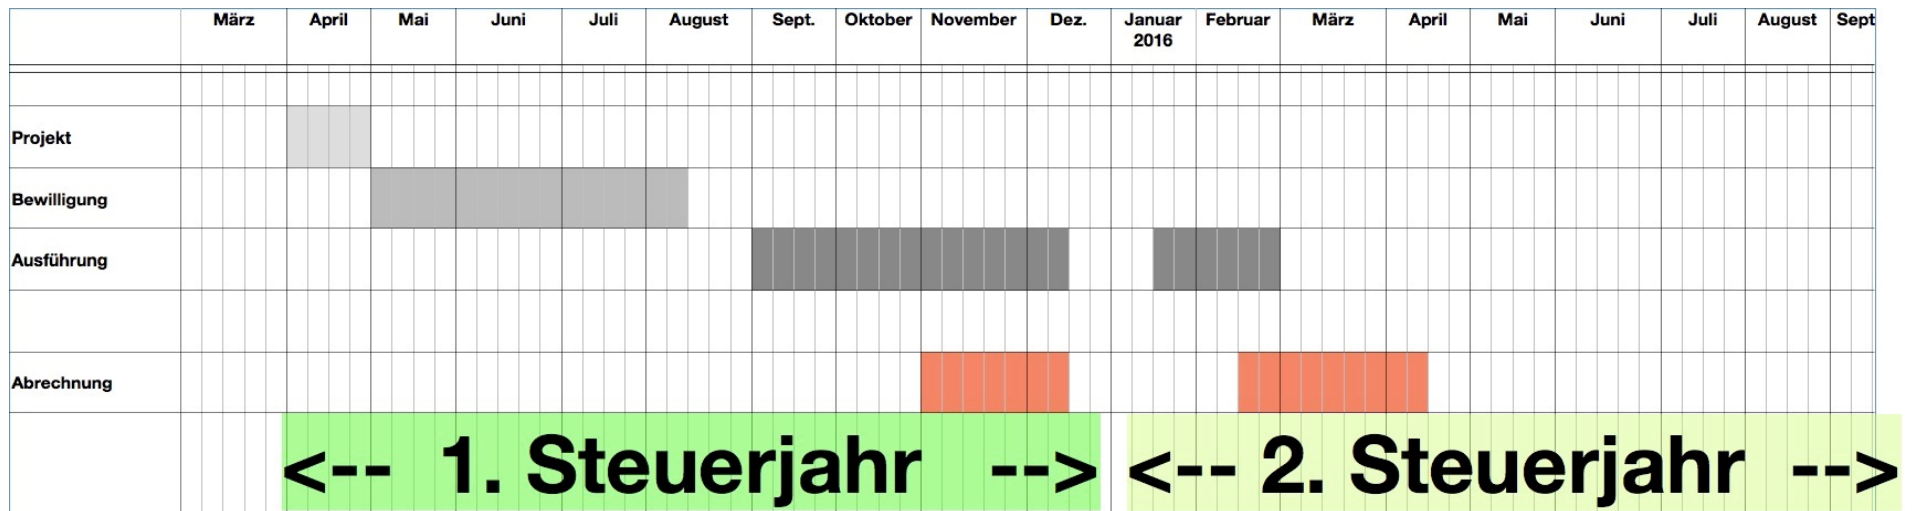 März April Mai Juni Juli August Sept. Oktober November Dez. Januar Februar März April Mai Juni Juli August Sept
2016
Projekt
Bewilligung
Ausführung
Abrechnung
<-- 1. Steuerjahr --> <-- 2. Steuerjahr -->